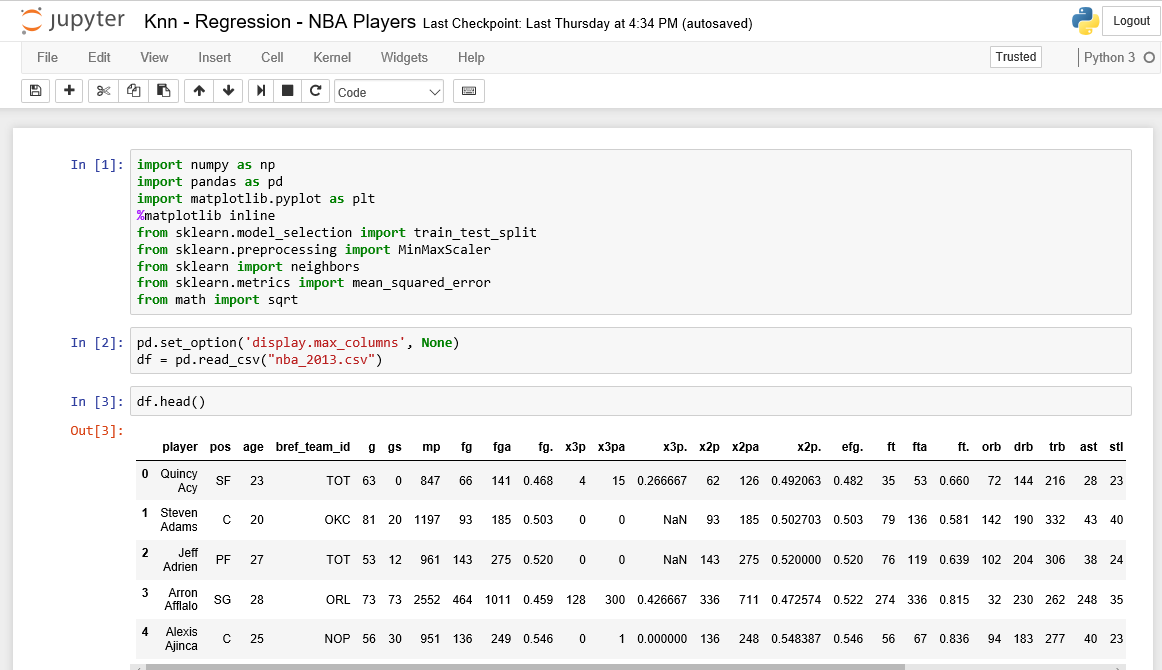 jupyter Knn - Regression - NBA Players Last Checkpoint: Last Thursday at 4:34 PM (autosaved) Logout
File Edit View Insert Cell Kernel Widgets Help Trusted Python 3
Code
In [1]: import numpy as np
import pandas as pd
import matplotlib.pyplot as plt
%matplotlib inline
from sklearn.model_selection import train_test_split
from sklearn.preprocessing import MinMaxScaler
from sklearn import neighbors
from sklearn.metrics import mean_squared_error
from math import sqrt
In [2]: pd.set_option('display.max_columns', None)
df = pd.read_csv("nba_2013.csv")
In [3]: df.head()
Out[3]:
player pos age bref_team_id g gs mp fg fga fg. x3p x3pa x3p. x2p x2pa x2p. efg. ft fta ft. orb drb trb ast stl
0 Quincy Acy SF 23 TOT 63 0 847 66 141 0.468 4 15 0.266667 62 126 0.492063 0.482 35 53 0.660 72 144 216 28 23
1 Steven Adams C 20 OKC 81 20 1197 93 185 0.503 0 0 NaN 93 185 0.502703 0.503 79 136 0.581 142 190 332 43 40
2 Jeff Adrien PF 27 TOT 53 12 961 143 275 0.520 0 0 NaN 143 275 0.520000 0.520 76 119 0.639 102 204 306 38 24
3 Arron Afflalo SG 28 ORL 73 73 2552 464 1011 0.459 128 300 0.426667 336 711 0.472574 0.522 274 336 0.815 32 230 262 248 35
4 Alexis Ajinca C 25 NOP 56 30 951 136 249 0.546 0 1 0.000000 136 248 0.548387 0.546 56 67 0.836 94 183 277 40 23